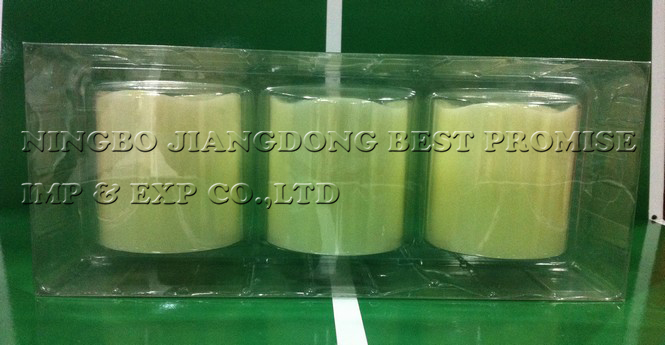 NINGBO JIANGDONG BEST PROMISE
IMP & EXP CO.,LTD